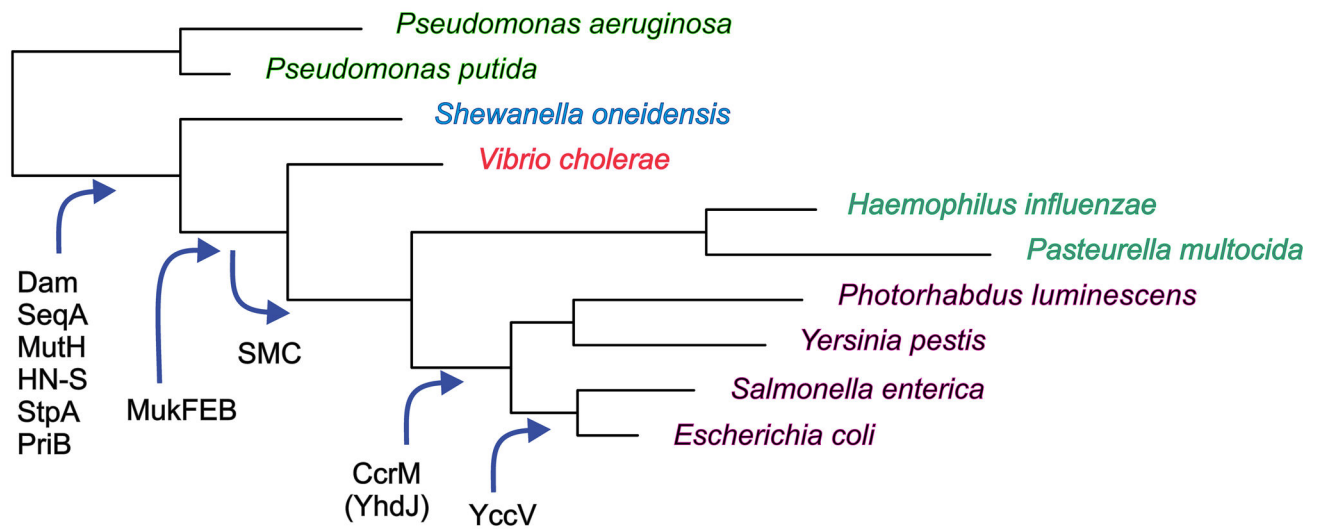 Pseudomonas aeruginosa
Pseudomonas putida
Shewanella oneidensis
Vibrio cholerae
Haemophilus influenzae
Pasteurella multocida
Photorhabdus luminescens
Yersinia pestis
Salmonella enterica
Escherichia coli
Dam
SeqA
MutH
HN-S
StpA
PriB
MukFEB
SMC
CcrM
(YhdJ)
YccV